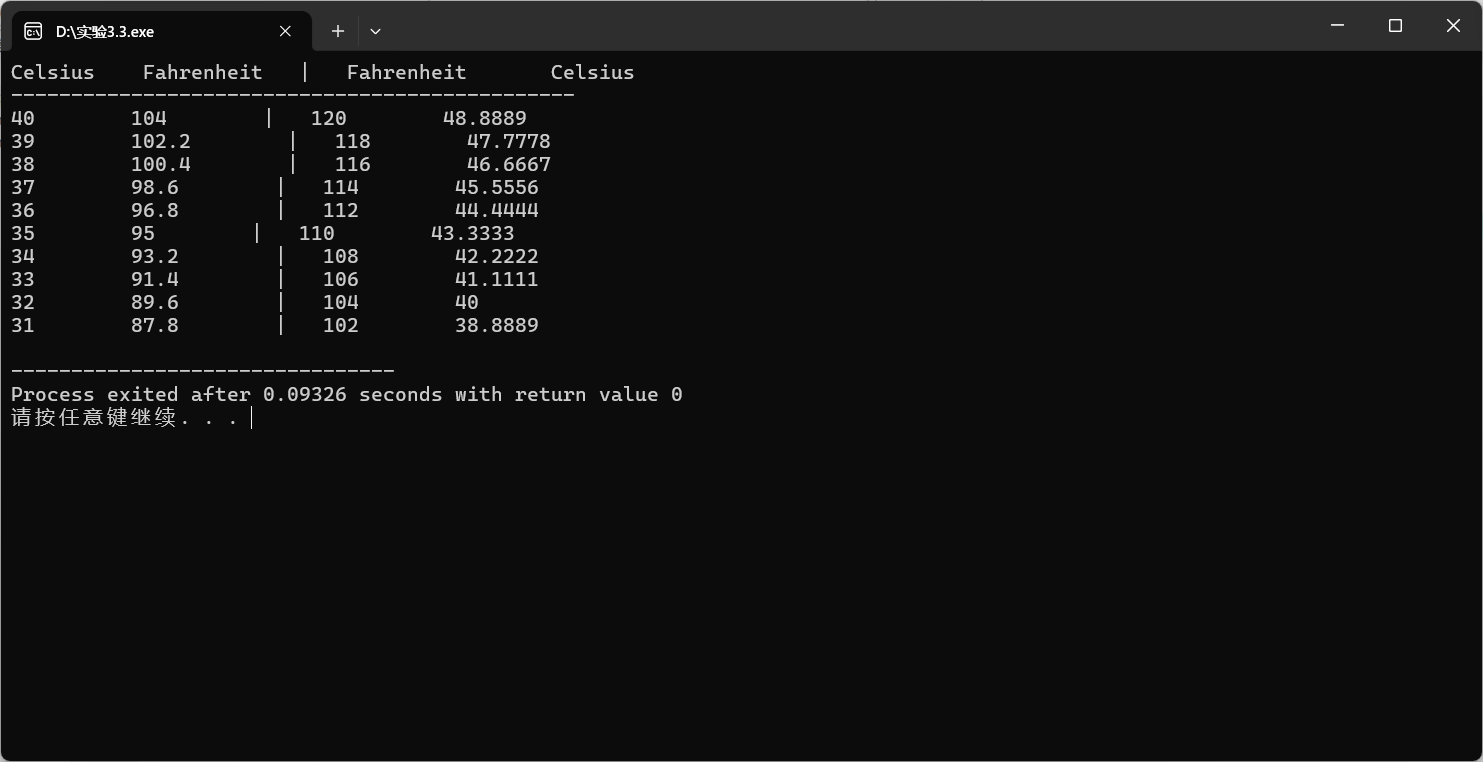 D:\实验3.3.exe
Celsius    Fahrenheit   |   Fahrenheit       Celsius
-----------------------------------------------
40        104        |   120        48.8889
39        102.2        |   118        47.7778
38        100.4        |   116        46.6667
37        98.6        |   114        45.5556
36        96.8        |   112        44.4444
35        95        |   110        43.3333
34        93.2        |   108        42.2222
33        91.4        |   106        41.1111
32        89.6        |   104        40
31        87.8        |   102        38.8889
--------------------------------
Process exited after 0.09326 seconds with return value 0
请按任意键继续. . .